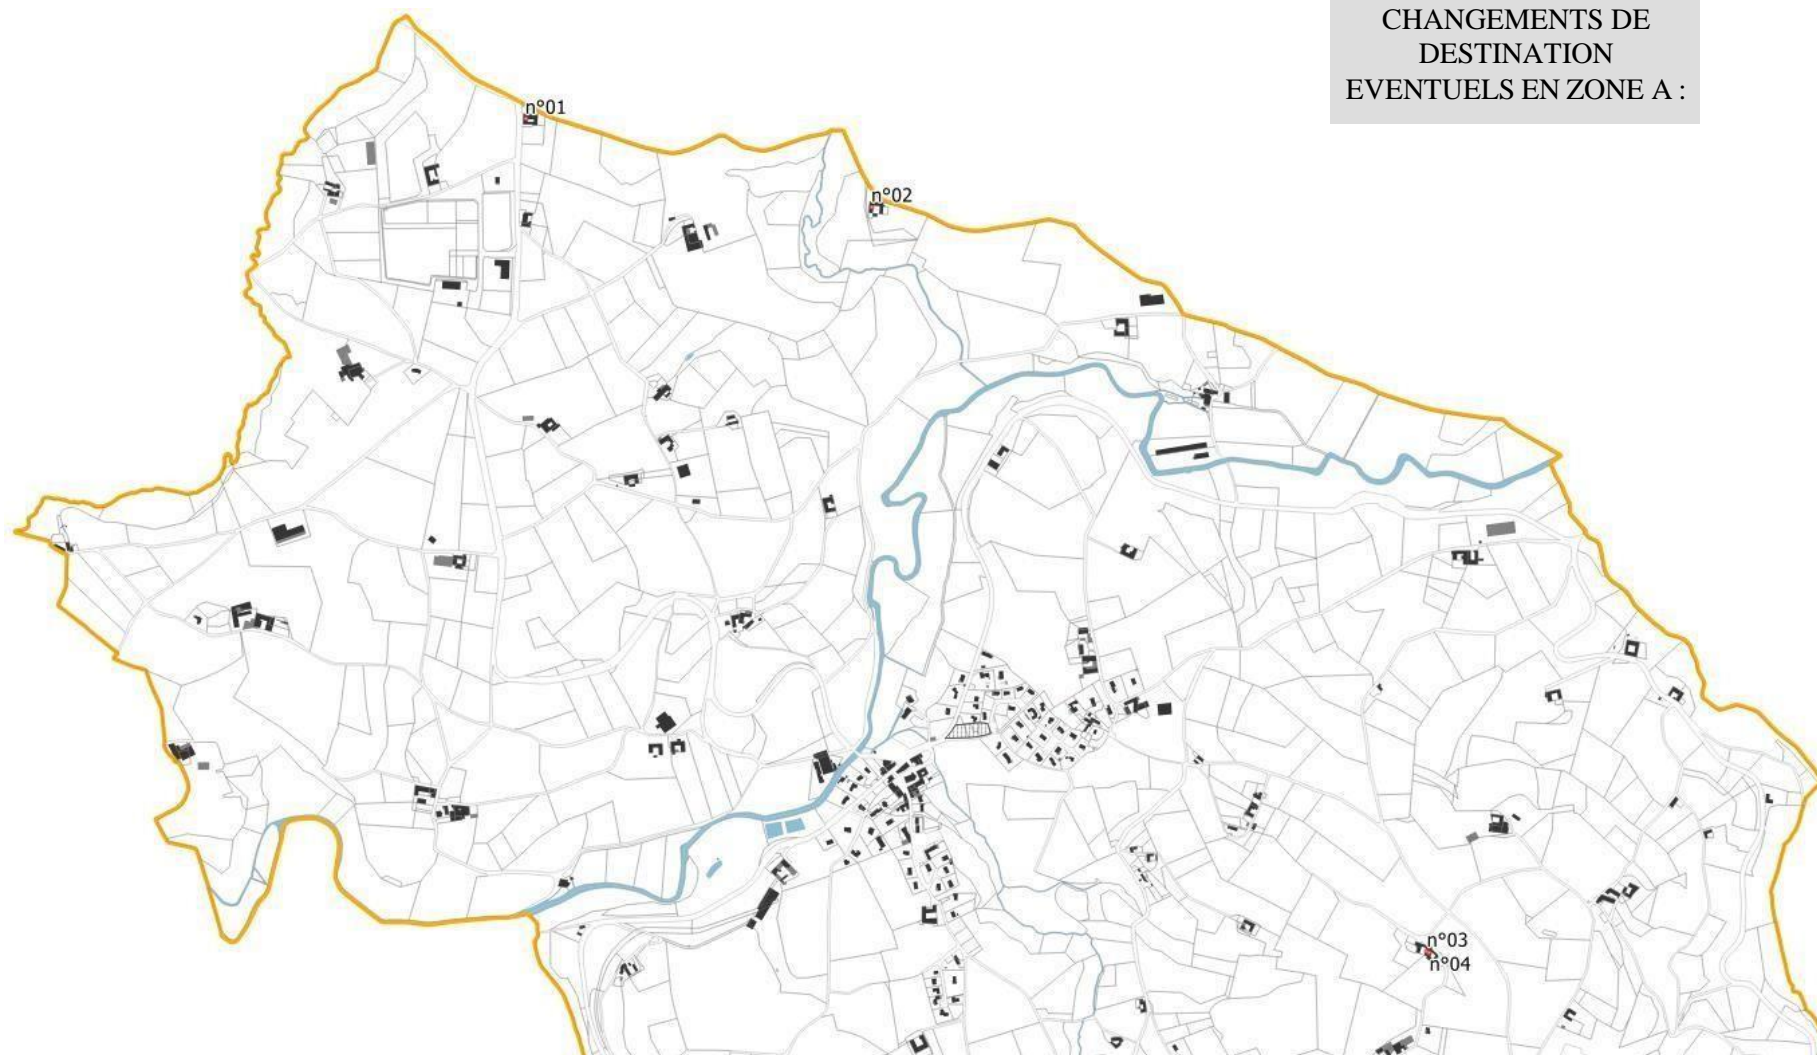 CHANGEMENTS DE
DESTINATION
EVENTUELS EN ZONE A :
n°01
n°02
n°03
n°04